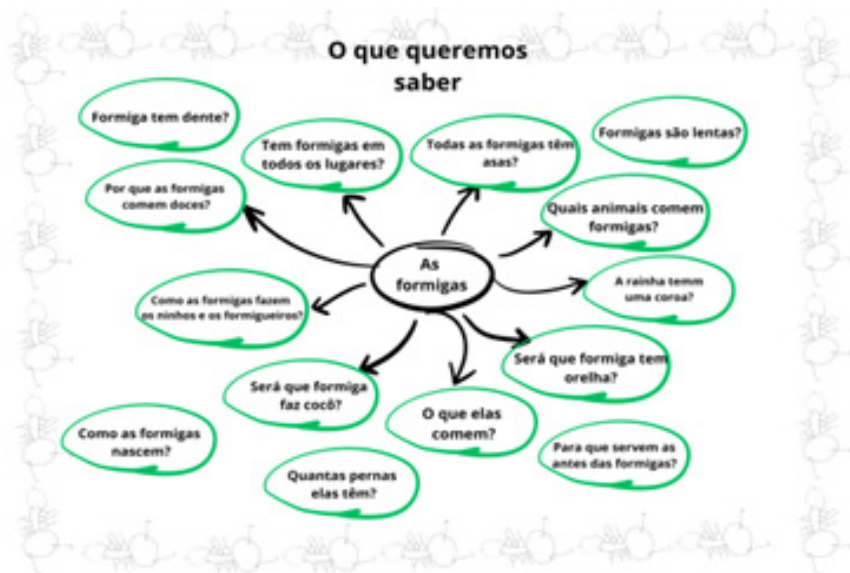 O que queremos
saber
Formiga tem dente?
Tem formigas em
todos os lugares?
Todas as formigas têm
asas?
Formigas são lentas?
Por que as formigas
comem doces?
Quais animais comem
formigas?
As
formigas
A rainha temm
uma coroa?
Como as formigas fazem
os ninhos e os formigueiros?
Será que formiga tem
orelha?
Será que formiga
faz cocô?
O que elas
comem?
Como as formigas
nascem?
Para que servem as
antes das formigas?
Quantas pernas
elas têm?